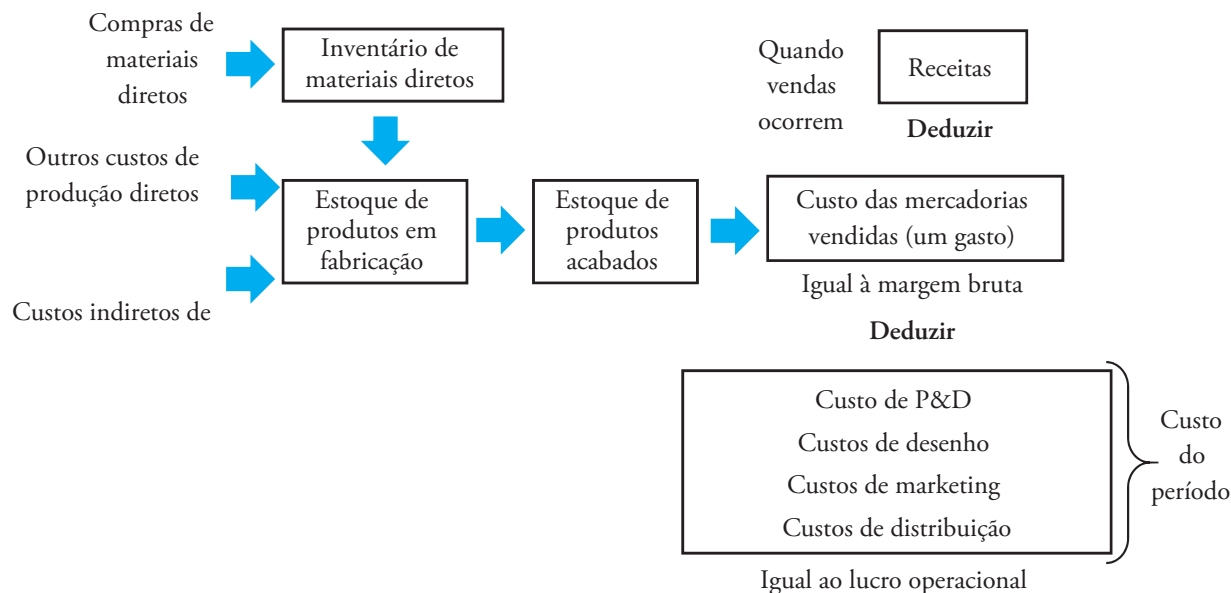 Compras de
materiais
diretos
Inventário de
materiais diretos
Quando
vendas
ocorrem
Receitas
Deduzir
Outros custos de
produção diretos
Estoque de
produtos em
fabricação
Estoque de
produtos
acabados
Custo das mercadorias
vendidas (um gasto)
Igual à margem bruta
Custos indiretos de
Deduzir
Custo de P&D
Custos de desenho
Custos de marketing
Custos de distribuição
Custo
do
período
Igual ao lucro operacional